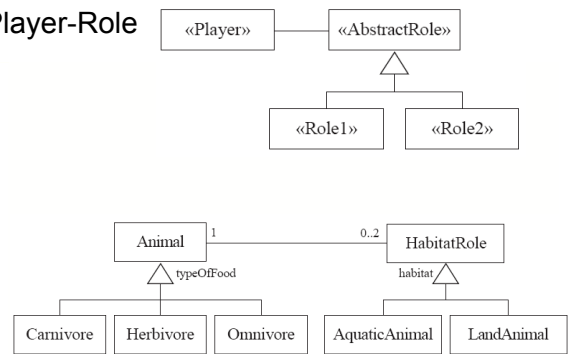 Player-Role
«Player»
«AbstractRole»
«Role1»
«Role2»
Animal
1
0..2
HabitatRole
typeOfFood
habitat
Carnivore
Herbivore
Omnivore
AquaticAnimal
LandAnimal